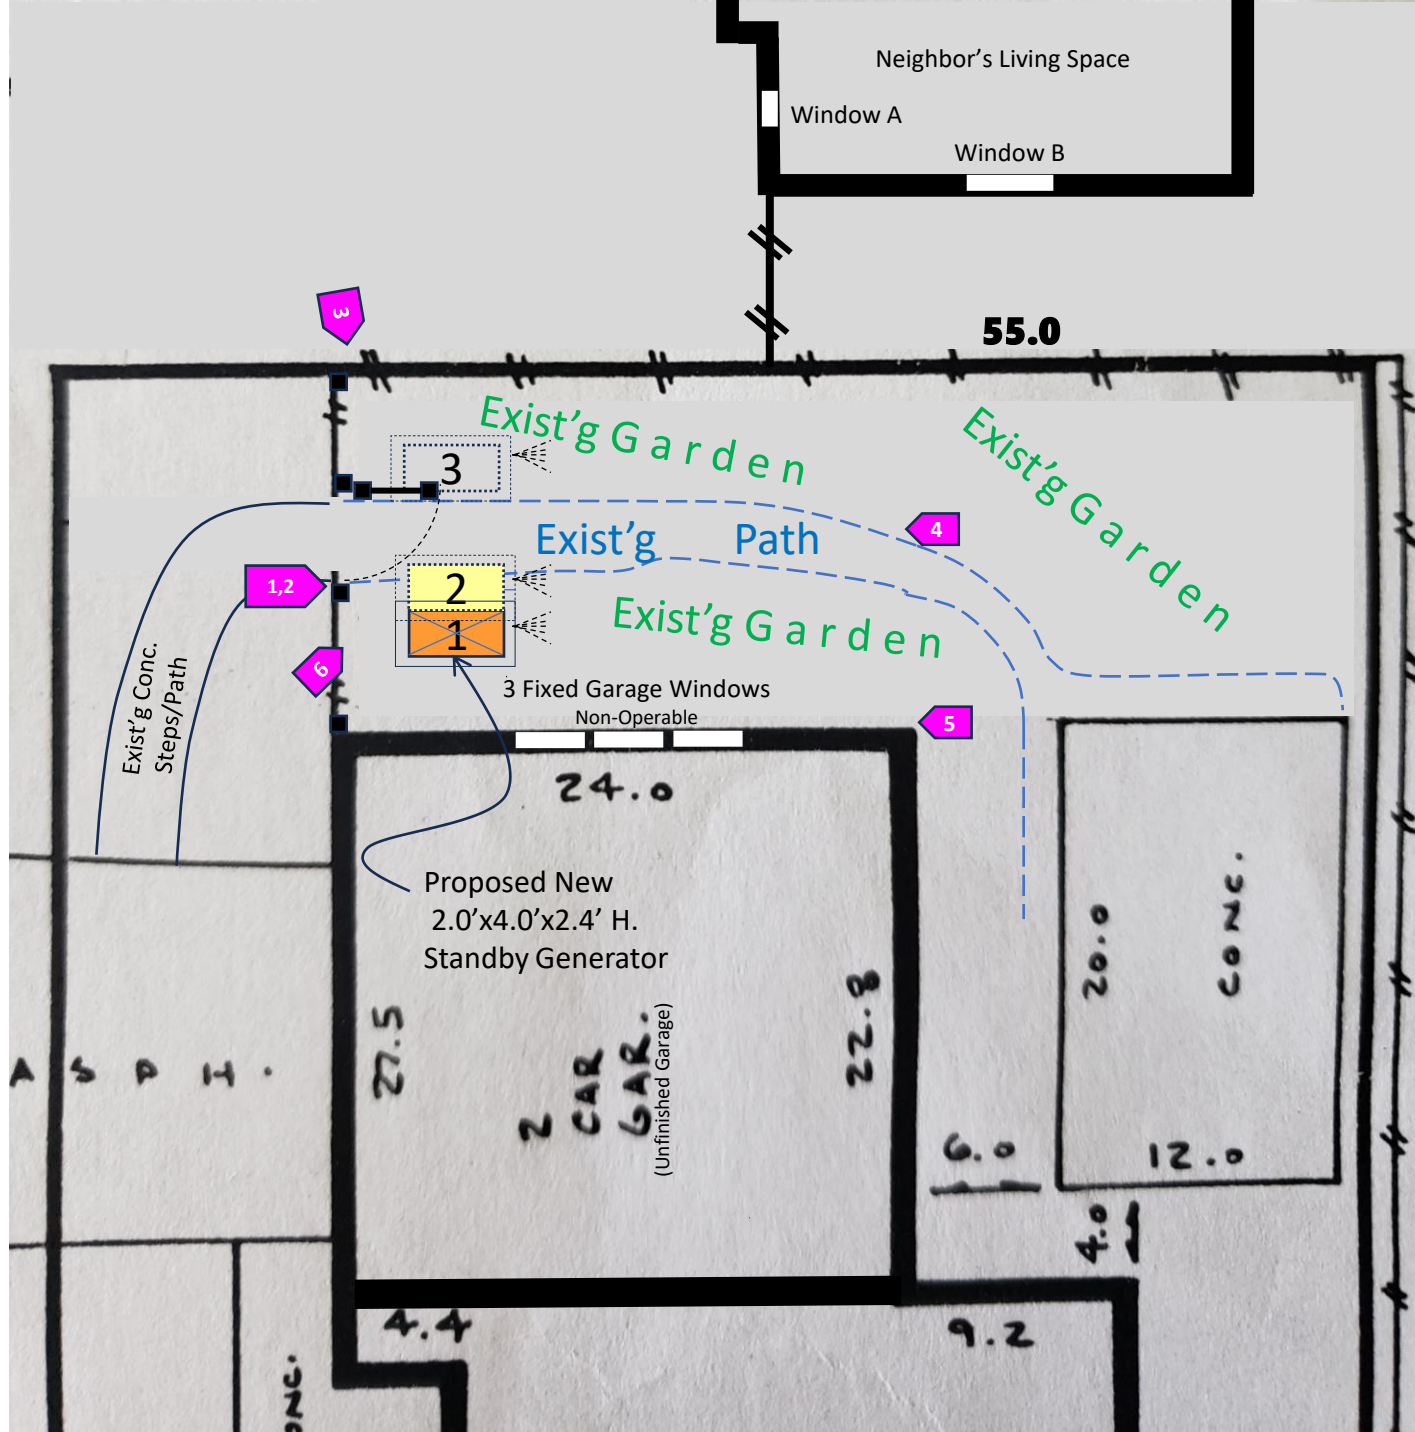 Neighbor's Living Space
Window A
Window B
3
55.0
Exist'g Garden
Exist'g Garden
3
Exist'g Path
4
1,2
2
Exist'g Garden
1
6
3 Fixed Garage Windows
Non-Operable
5
Exist'g Conc.
Steps/Path
24.0
Proposed New
2.0'x4.0'x2.4' H.
Standby Generator
27.5
22.8
20.0
CONC.
ASPH.
2
CAR
GAR.
(Unfinished Garage)
6.0
12.0
4.0
4.4
9.2
ONC.